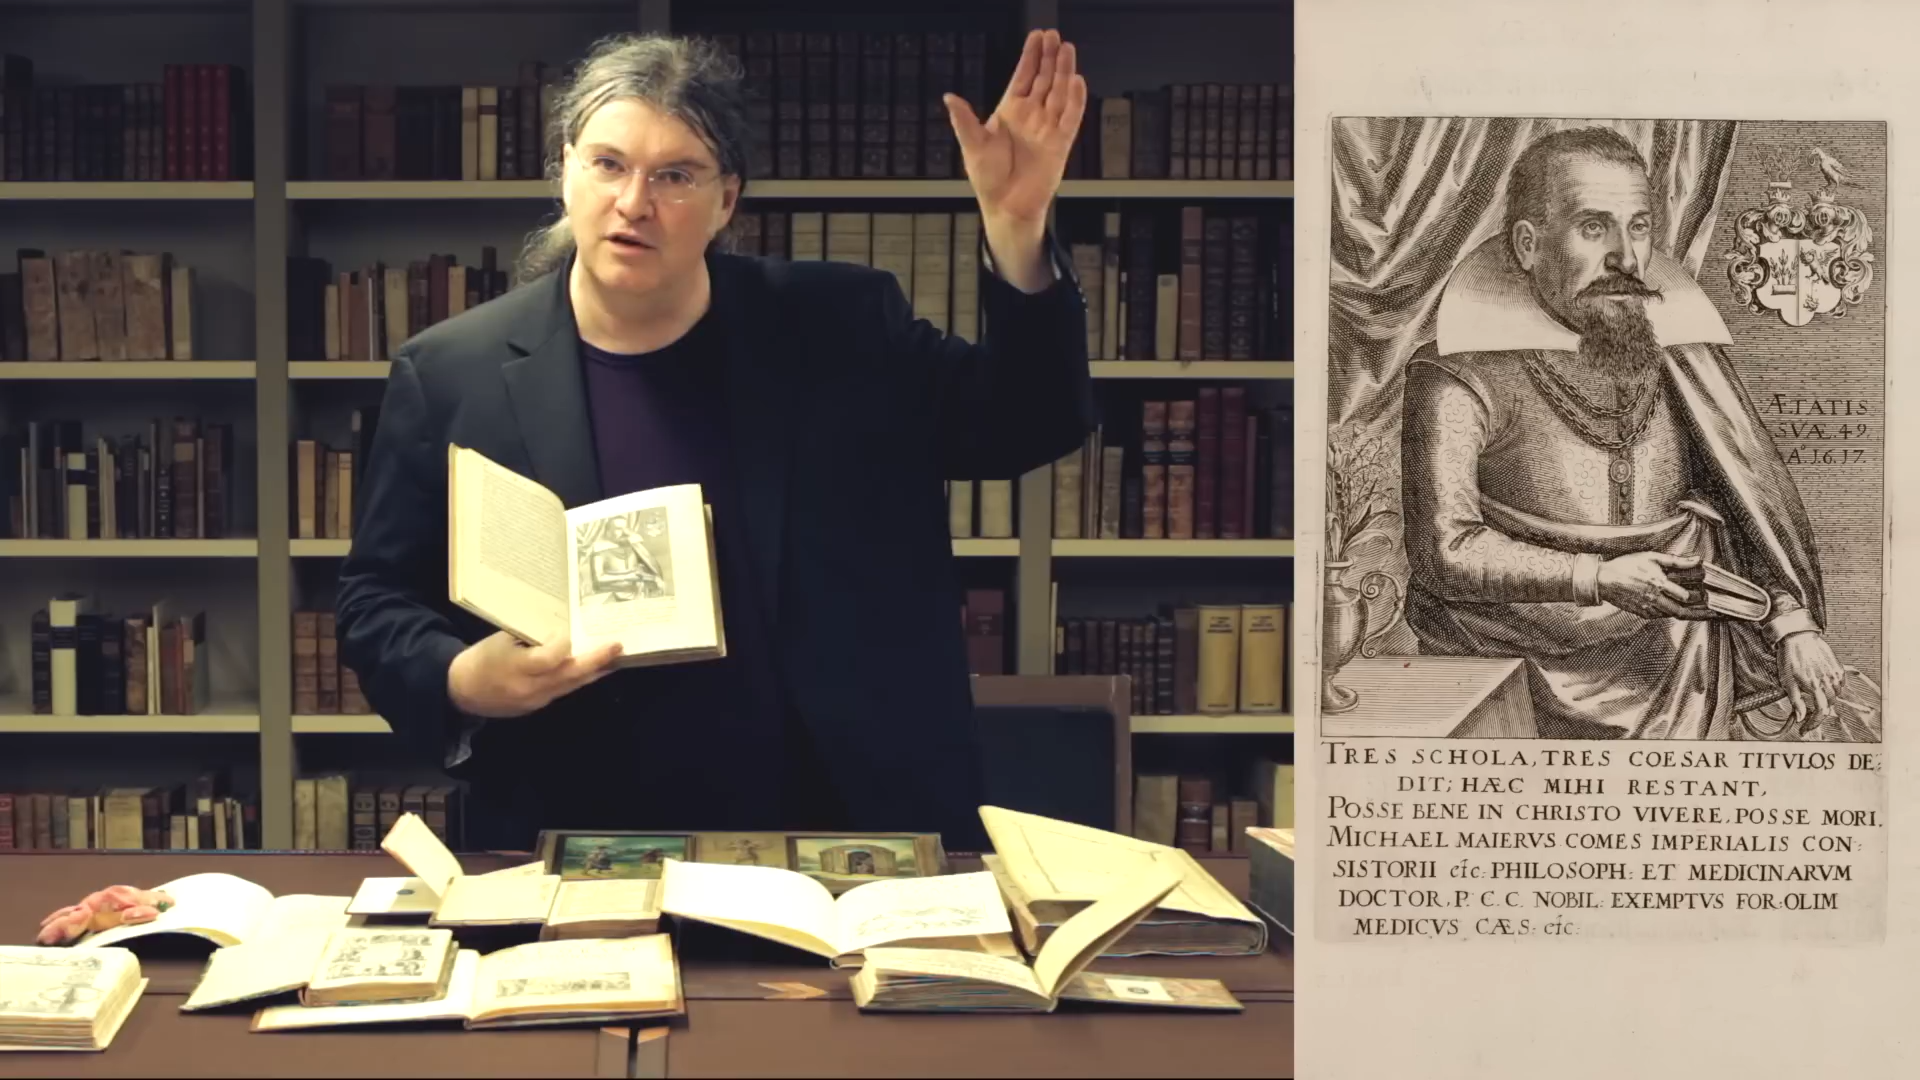 ÆTATIS
SVÆ. 49.
Aº. 1.6.17
TRES SCHOLA, TRES COESAR TITVLOS DE-
DIT; HÆC MIHI RESTANT,
POSSE BENE IN CHRISTO VIVERE, POSSE MORI.
MICHAEL MAIERVS COMES IMPERIALIS CON-
SISTORII etc: PHILOSOPH: ET MEDICINARVM
DOCTOR, P. C. C. NOBIL: EXEMPTVS FOR: OLIM
MEDICVS CÆS: etc: